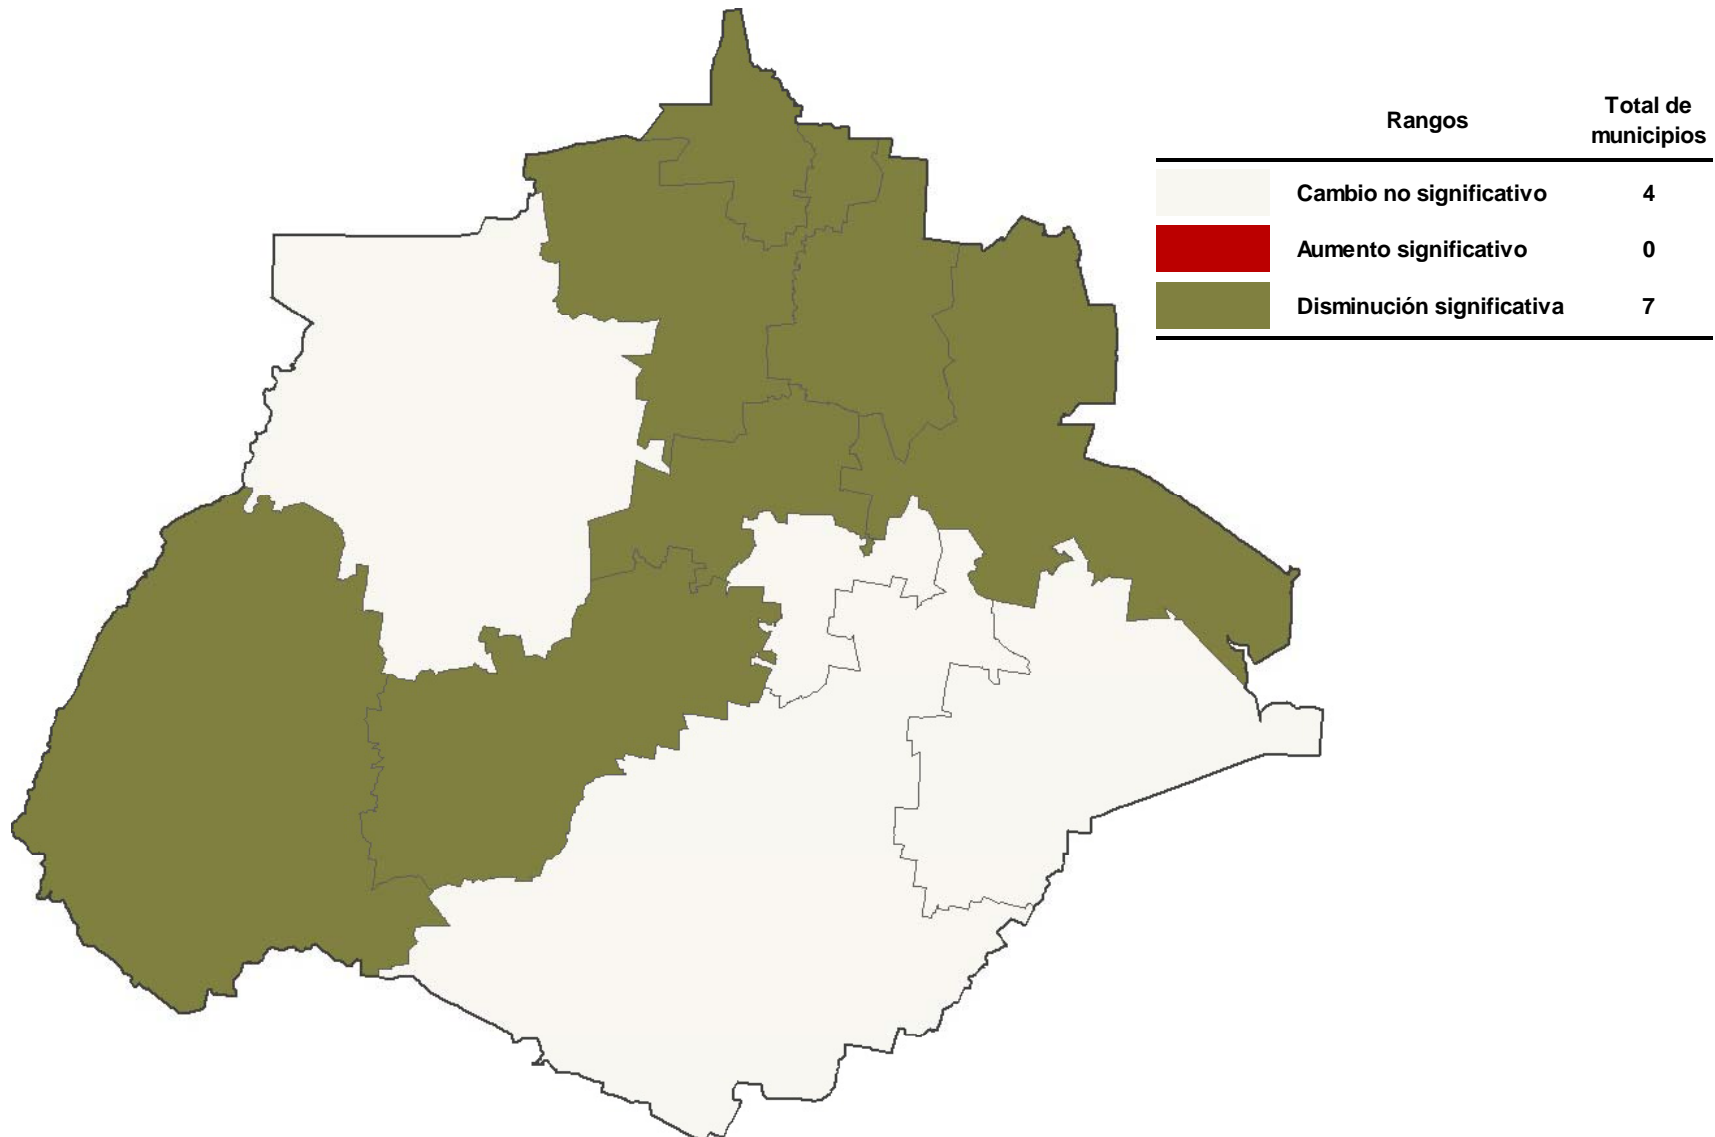 Rangos Total de
municipios
Cambio no significativo 4
Aumento significativo 0
Disminución significativa 7